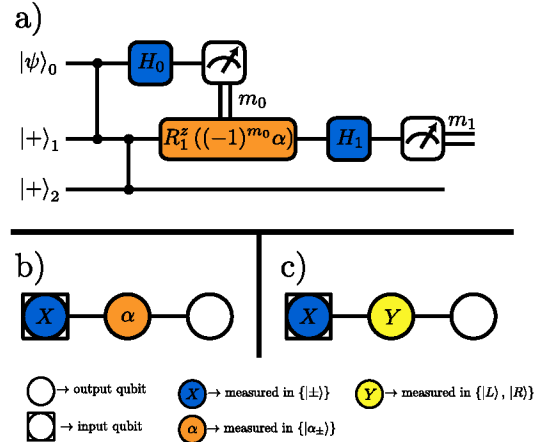 a)
|ψ⟩₀ H₀
m₀
|+⟩₁ R₁ᶻ ((−1)^{m₀}α) H₁ m₁
|+⟩₂
b) c)
X α X Y
→ output qubit X → measured in {|±⟩} Y → measured in {|L⟩, |R⟩}
→ input qubit α → measured in {|α±⟩}